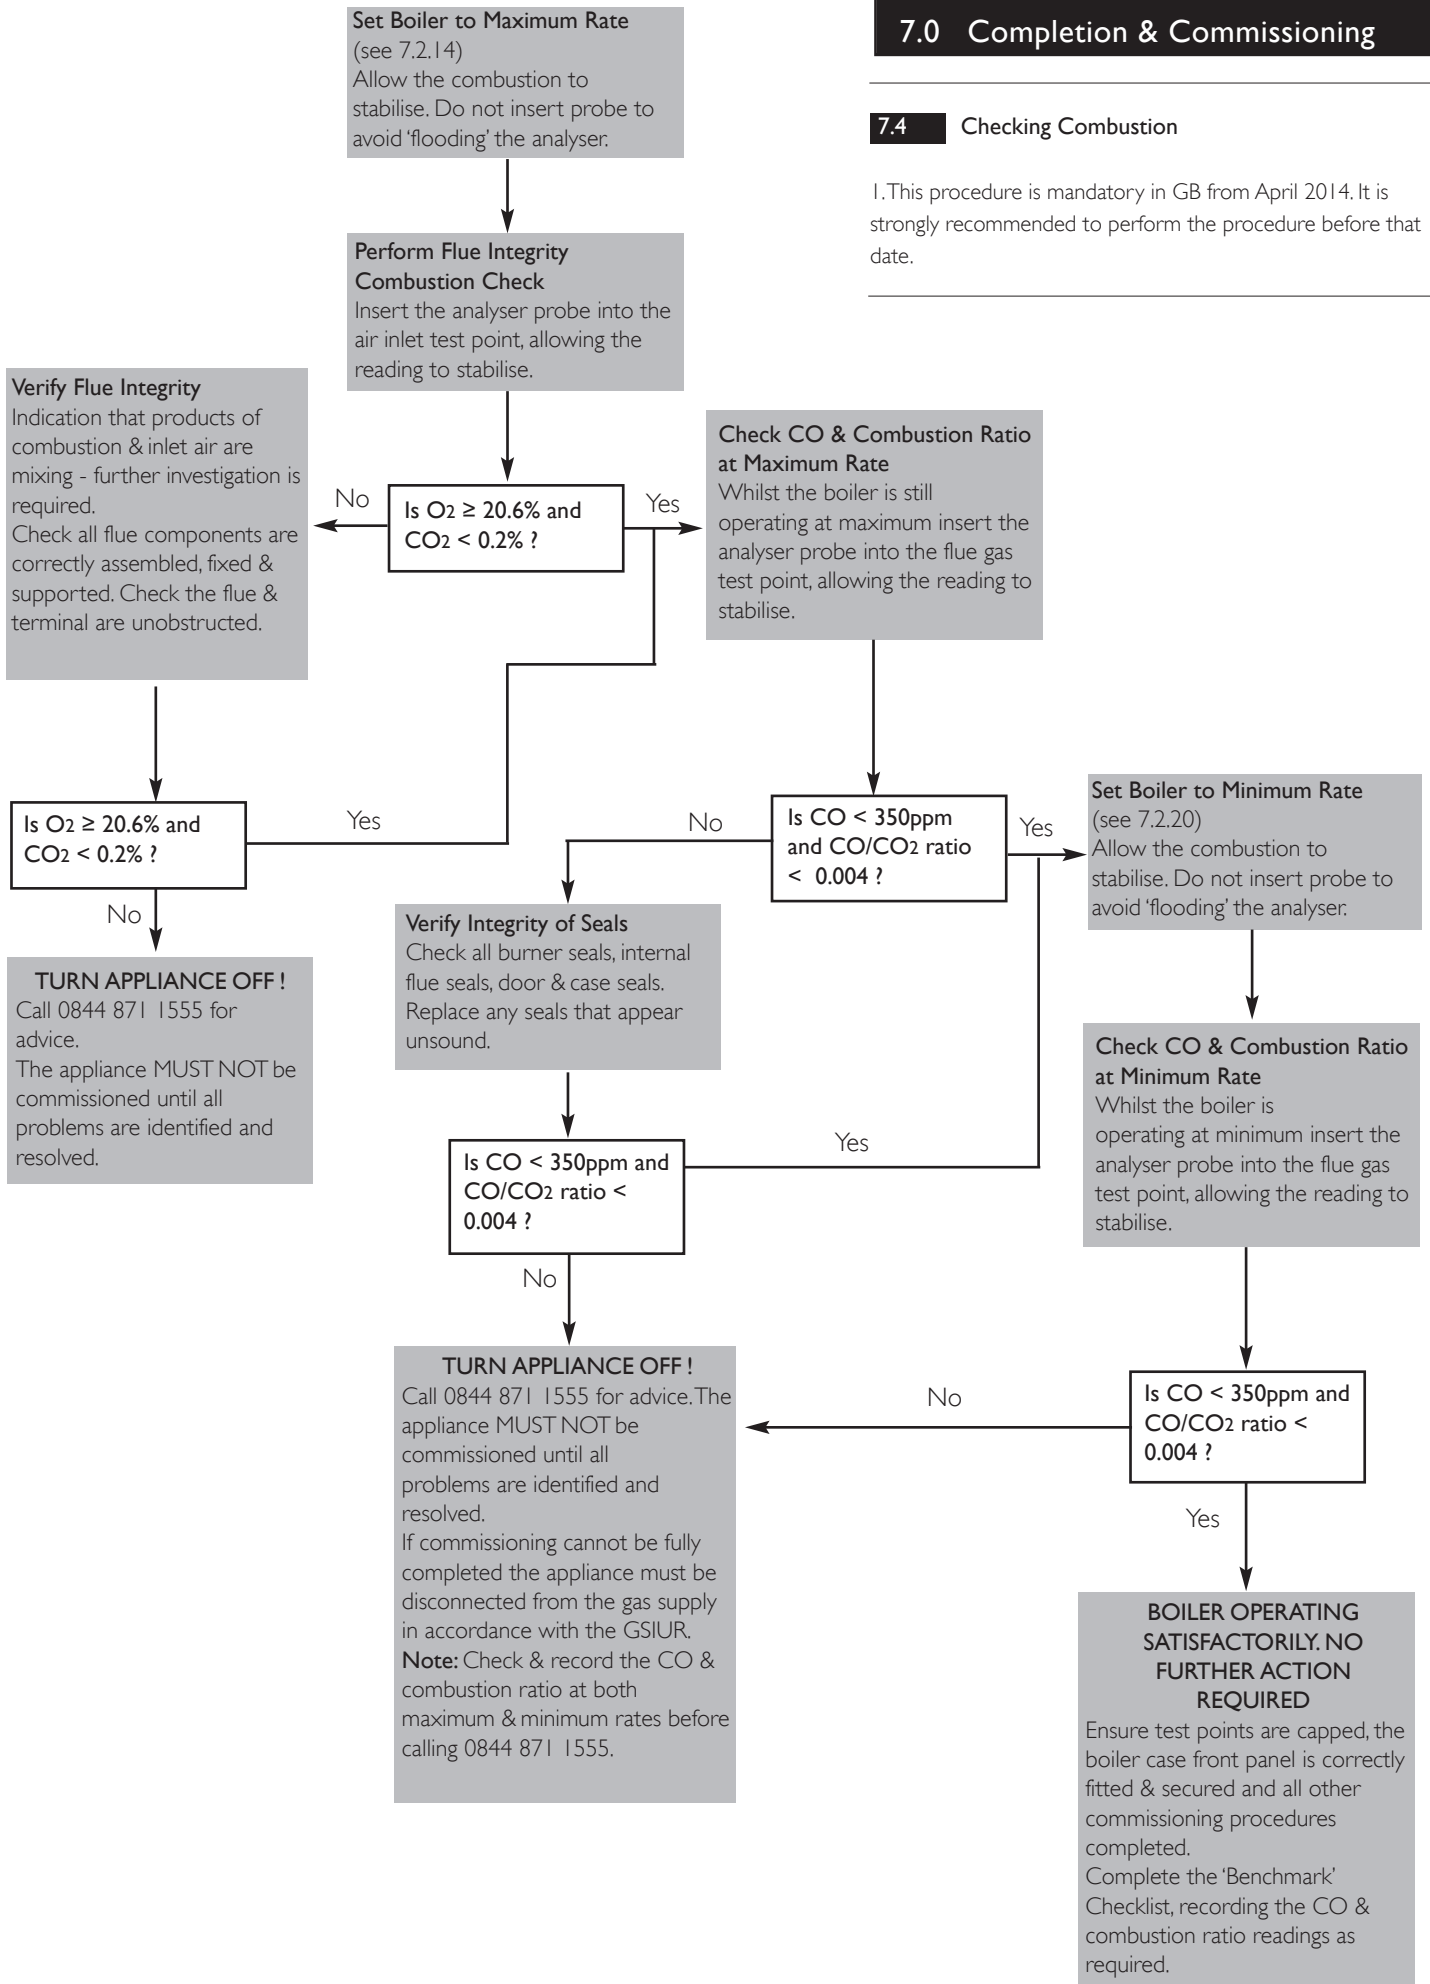 7.0 Completion & Commissioning
7.4 Checking Combustion
1. This procedure is mandatory in GB from April 2014. It is
strongly recommended to perform the procedure before that
date.
Set Boiler to Maximum Rate
(see 7.2.14)
Allow the combustion to
stabilise. Do not insert probe to
avoid ‘flooding’ the analyser.
Perform Flue Integrity
Combustion Check
Insert the analyser probe into the
air inlet test point, allowing the
reading to stabilise.
Is O2 ≥ 20.6% and
CO2 < 0.2% ?
No
Yes
Verify Flue Integrity
Indication that products of
combustion & inlet air are
mixing - further investigation is
required.
Check all flue components are
correctly assembled, fixed &
supported. Check the flue &
terminal are unobstructed.
Is O2 ≥ 20.6% and
CO2 < 0.2% ?
Yes
No
TURN APPLIANCE OFF !
Call 0844 871 1555 for
advice.
The appliance MUST NOT be
commissioned until all
problems are identified and
resolved.
Check CO & Combustion Ratio
at Maximum Rate
Whilst the boiler is still
operating at maximum insert the
analyser probe into the flue gas
test point, allowing the reading to
stabilise.
Is CO < 350ppm
and CO/CO2 ratio
< 0.004 ?
No
Yes
Verify Integrity of Seals
Check all burner seals, internal
flue seals, door & case seals.
Replace any seals that appear
unsound.
Is CO < 350ppm and
CO/CO2 ratio <
0.004 ?
Yes
No
TURN APPLIANCE OFF !
Call 0844 871 1555 for advice. The
appliance MUST NOT be
commissioned until all
problems are identified and
resolved.
If commissioning cannot be fully
completed the appliance must be
disconnected from the gas supply
in accordance with the GSIUR.
Note: Check & record the CO &
combustion ratio at both
maximum & minimum rates before
calling 0844 871 1555.
Set Boiler to Minimum Rate
(see 7.2.20)
Allow the combustion to
stabilise. Do not insert probe to
avoid ‘flooding’ the analyser.
Check CO & Combustion Ratio
at Minimum Rate
Whilst the boiler is
operating at minimum insert the
analyser probe into the flue gas
test point, allowing the reading to
stabilise.
Is CO < 350ppm and
CO/CO2 ratio <
0.004 ?
No
Yes
BOILER OPERATING
SATISFACTORILY. NO
FURTHER ACTION
REQUIRED
Ensure test points are capped, the
boiler case front panel is correctly
fitted & secured and all other
commissioning procedures
completed.
Complete the ‘Benchmark’
Checklist, recording the CO &
combustion ratio readings as
required.